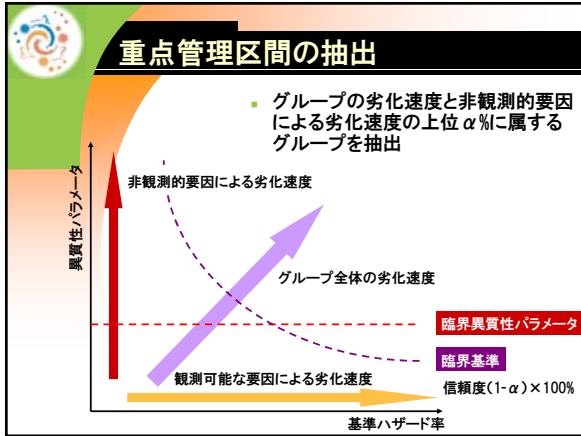 重点管理区間の抽出
グループの劣化速度と非観測的要因
による劣化速度の上位α%に属する
グループを抽出
異質性パラメータ
非観測的要因による劣化速度
グループ全体の劣化速度
臨界異質性パラメータ
臨界基準
観測可能な要因による劣化速度
信頼度(1-α)×100%
基準ハザード率